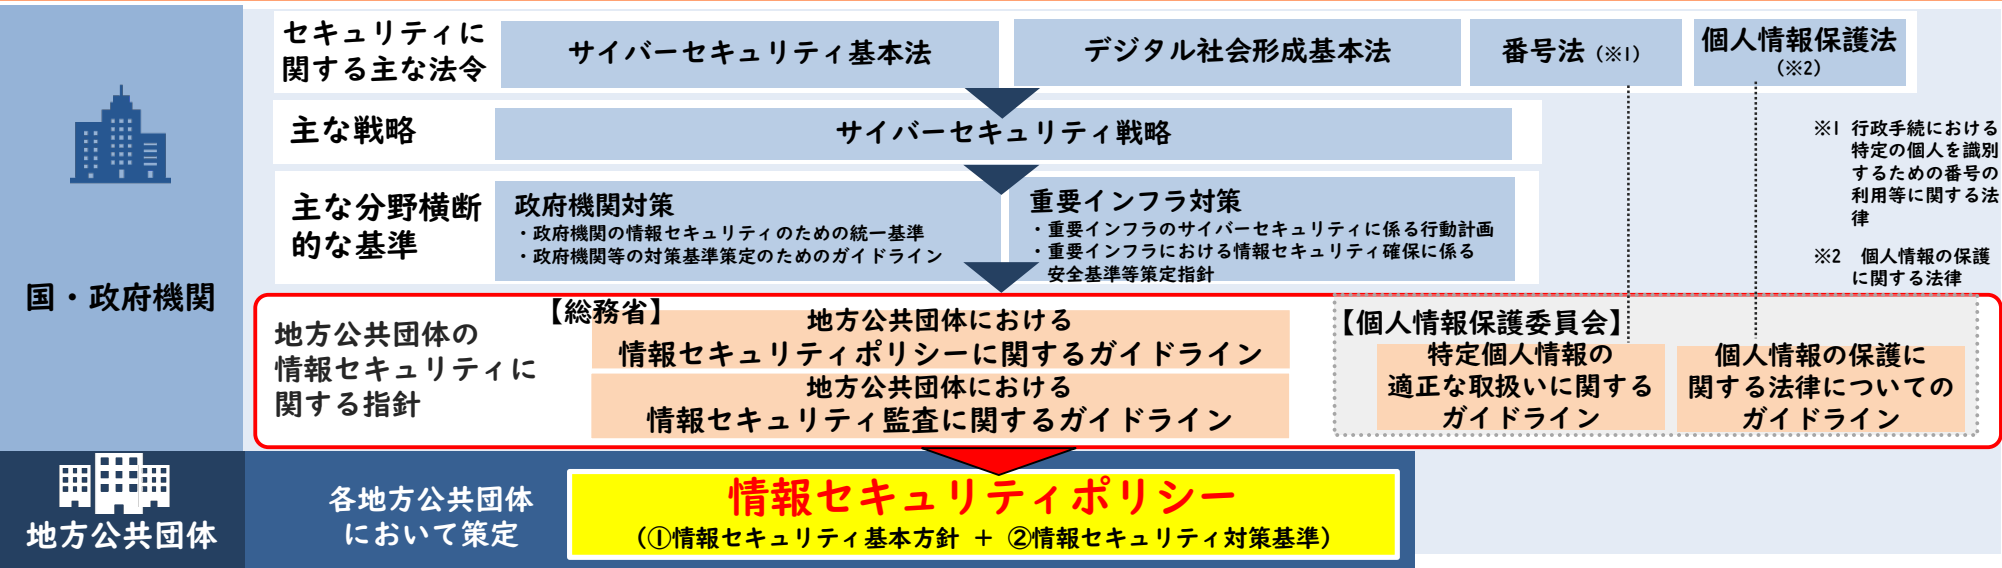 セキュリティに
関する主な法令
サイバーセキュリティ基本法
デジタル社会形成基本法
番号法（※1）
個人情報保護法
（※2）
主な戦略
サイバーセキュリティ戦略
※1 行政手続における
特定の個人を識別
するための番号の
利用等に関する法
律
※2 個人情報の保護
に関する法律
主な分野横断
的な基準
政府機関対策
・政府機関の情報セキュリティのための統一基準
・政府機関等の対策基準策定のためのガイドライン
重要インフラ対策
・重要インフラのサイバーセキュリティに係る行動計画
・重要インフラにおける情報セキュリティ確保に係る
安全基準等策定指針
国・政府機関
地方公共団体の
情報セキュリティに
関する指針
【総務省】
地方公共団体における
情報セキュリティポリシーに関するガイドライン
地方公共団体における
情報セキュリティ監査に関するガイドライン
【個人情報保護委員会】
特定個人情報の
適正な取扱いに関する
ガイドライン
個人情報の保護に
関する法律についての
ガイドライン
地方公共団体
各地方公共団体
において策定
情報セキュリティポリシー
（①情報セキュリティ基本方針 ＋ ②情報セキュリティ対策基準）